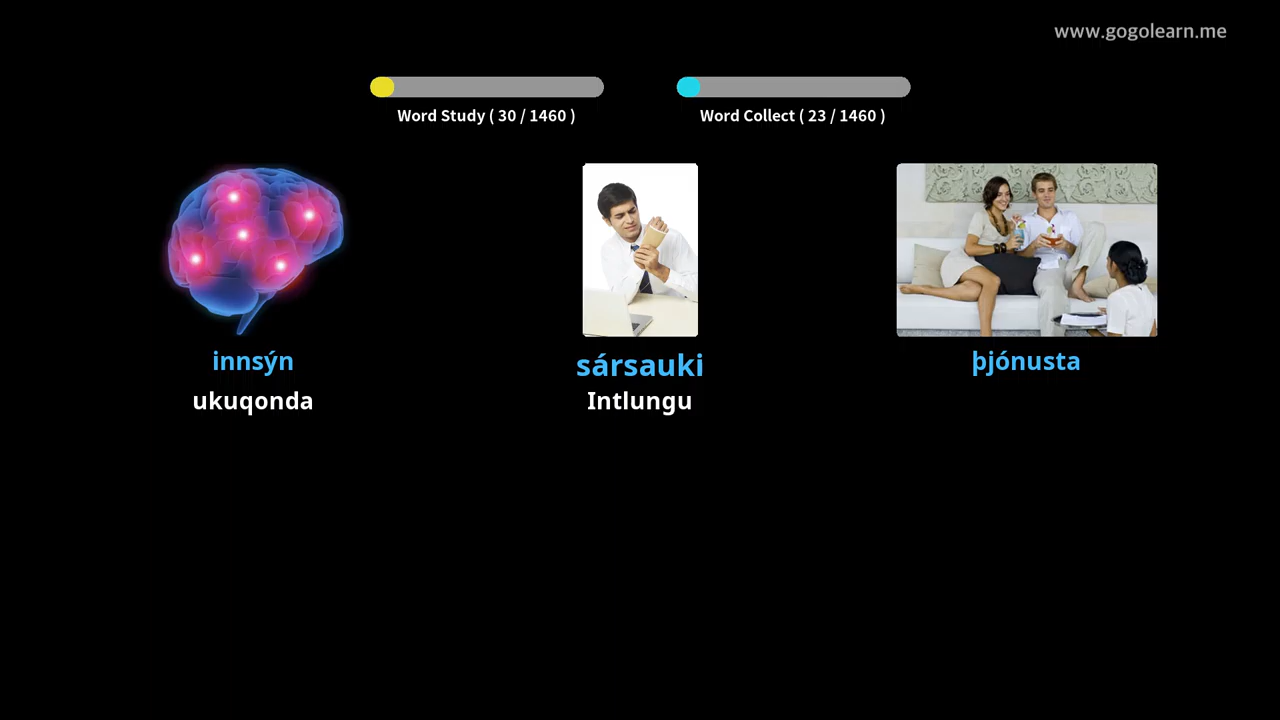 www.gogolearn.me
Word Study ( 30 / 1460 )
Word Collect ( 23 / 1460 )
innsýn
sársauki
þjónusta
ukuqonda
Intlungu